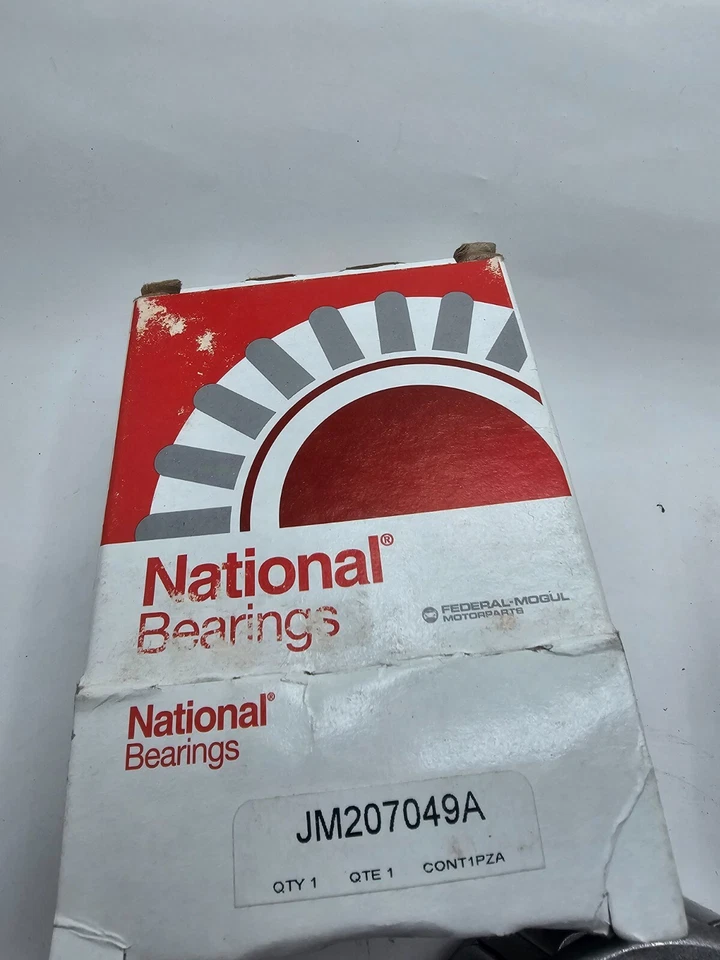 National®
Bearings
FEDERAL-MOGUL
MOTORPARTS
National®
Bearings
JM207049A
QTY 1 QTE 1 CONT1PZA